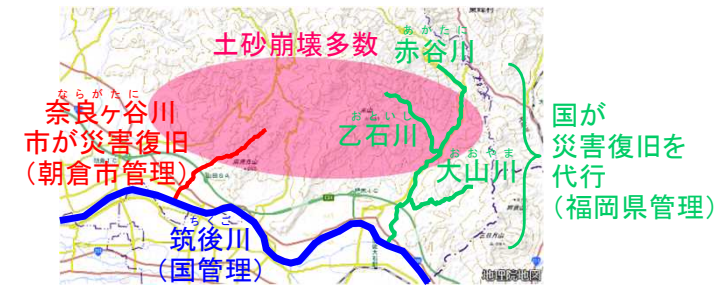 土砂崩壊多数
あかたに
赤谷川
ならがたに
奈良ヶ谷川
市が災害復旧
（朝倉市管理）
おおいし
乙石川
おおやま
大山川
国が
災害復旧を
代行
（福岡県管理）
ちくご
筑後川
（国管理）
地理院地図